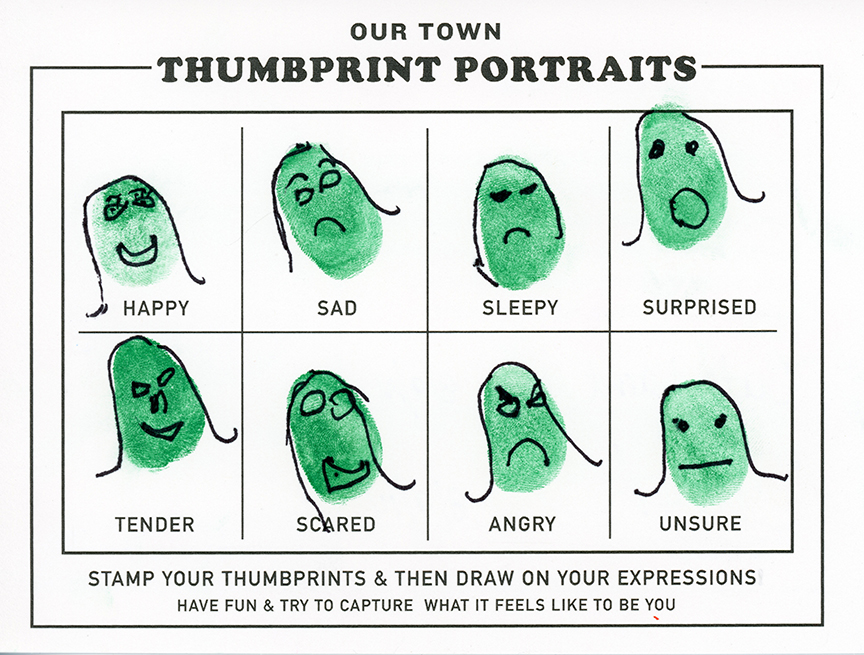 OUR TOWN
THUMBPRINT PORTRAITS
HAPPY SAD SLEEPY SURPRISED
TENDER SCARED ANGRY UNSURE
STAMP YOUR THUMBPRINTS & THEN DRAW ON YOUR EXPRESSIONS
HAVE FUN & TRY TO CAPTURE WHAT IT FEELS LIKE TO BE YOU